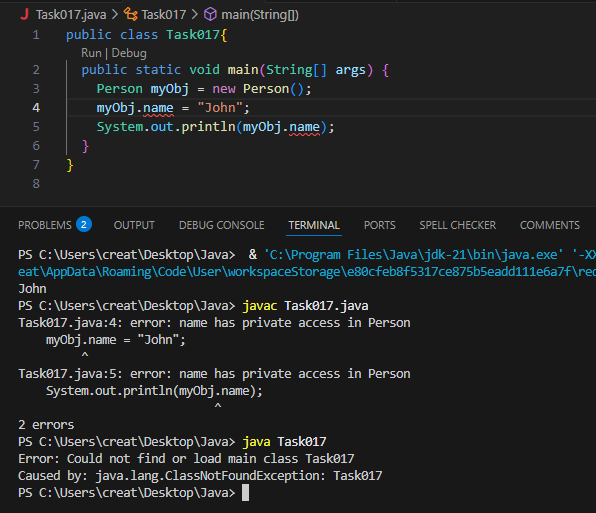 J Task017.java > Task017 > main(String[])
1 public class Task017{
Run | Debug
2 public static void main(String[] args) {
3 Person myObj = new Person();
4 myObj.name = "John";
5 System.out.println(myObj.name);
6 }
7 }
8
PROBLEMS 2 OUTPUT DEBUG CONSOLE TERMINAL PORTS SPELL CHECKER COMMENTS
PS C:\Users\creat\Desktop\Java> & 'C:\Program Files\Java\jdk-21\bin\java.exe' '-XX
eat\AppData\Roaming\Code\User\workspaceStorage\e80cfeb8f5317ce875b5eadd111e6a7f\red
John
PS C:\Users\creat\Desktop\Java> javac Task017.java
Task017.java:4: error: name has private access in Person
myObj.name = "John";
^
Task017.java:5: error: name has private access in Person
System.out.println(myObj.name);
^
2 errors
PS C:\Users\creat\Desktop\Java> java Task017
Error: Could not find or load main class Task017
Caused by: java.lang.ClassNotFoundException: Task017
PS C:\Users\creat\Desktop\Java>